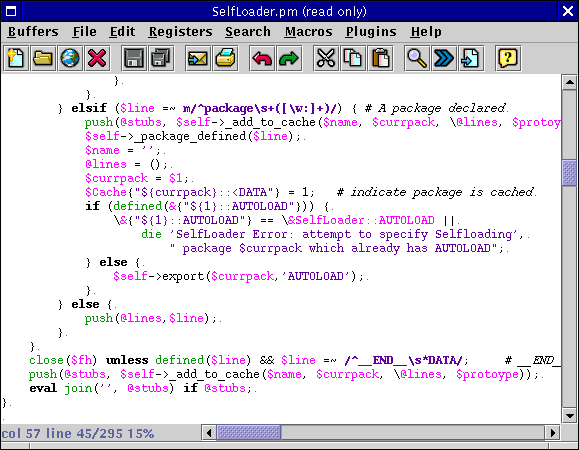 SelfLoader.pm (read only)
Buffers File Edit Registers Search Macros Plugins Help
}.
}.
} elsif ($line =~ m/^package\s+([\w:]+)/) { # A package declared.
push(@stubs, $self->_add_to_cache($name, $currpack, \@lines, $protoype
$self->_package_defined($line);.
$name = '';.
@lines = ();.
$currpack = $1;.
$Cache{"${currpack}::<DATA"} = 1;   # indicate package is cached.
if (defined(&{"${1}::AUTOLOAD"})) {.
\&{"${1}::AUTOLOAD"} == \&SelfLoader::AUTOLOAD ||.
die 'SelfLoader Error: attempt to specify Selfloading',.
" package $currpack which already has AUTOLOAD";.
} else {.
$self->export($currpack,'AUTOLOAD');.
}.
} else {.
push(@lines,$line);.
}.
}.
close($fh) unless defined($line) && $line =~ /^__END__\s*DATA/;     # __END_
push(@stubs, $self->_add_to_cache($name, $currpack, \@lines, $protoype));.
eval join('', @stubs) if @stubs;.
}.
.
col 57 line 45/295 15%